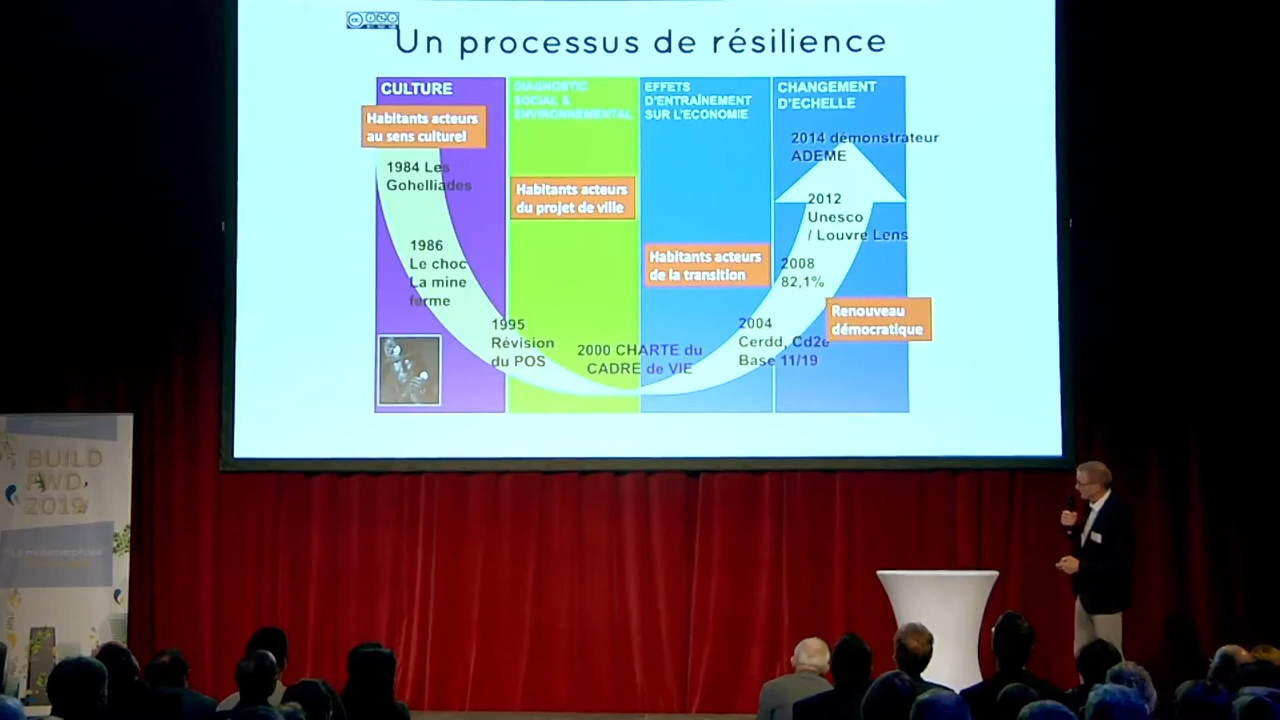 Un processus de résilience
CULTURE
Habitants acteurs
au sens culturel
1984 Les
Gohelliades
1986
Le choc
La mine
ferme
DIAGNOSTIC
SOCIAL &
ENVIRONNEMENTAL
Habitants acteurs
du projet de ville
1995
Révision
du POS
2000 CHARTE du
CADRE de VIE
EFFETS
D'ENTRAÎNEMENT
SUR L'ECONOMIE
Habitants acteurs
de la transition
2004
Cerdd, Cd2e
Base 11/19
CHANGEMENT
D'ECHELLE
2014 démonstrateur
ADEME
2012
Unesco
/ Louvre Lens
2008
82,1%
Renouveau
démocratique
BUILD
FWD
2019